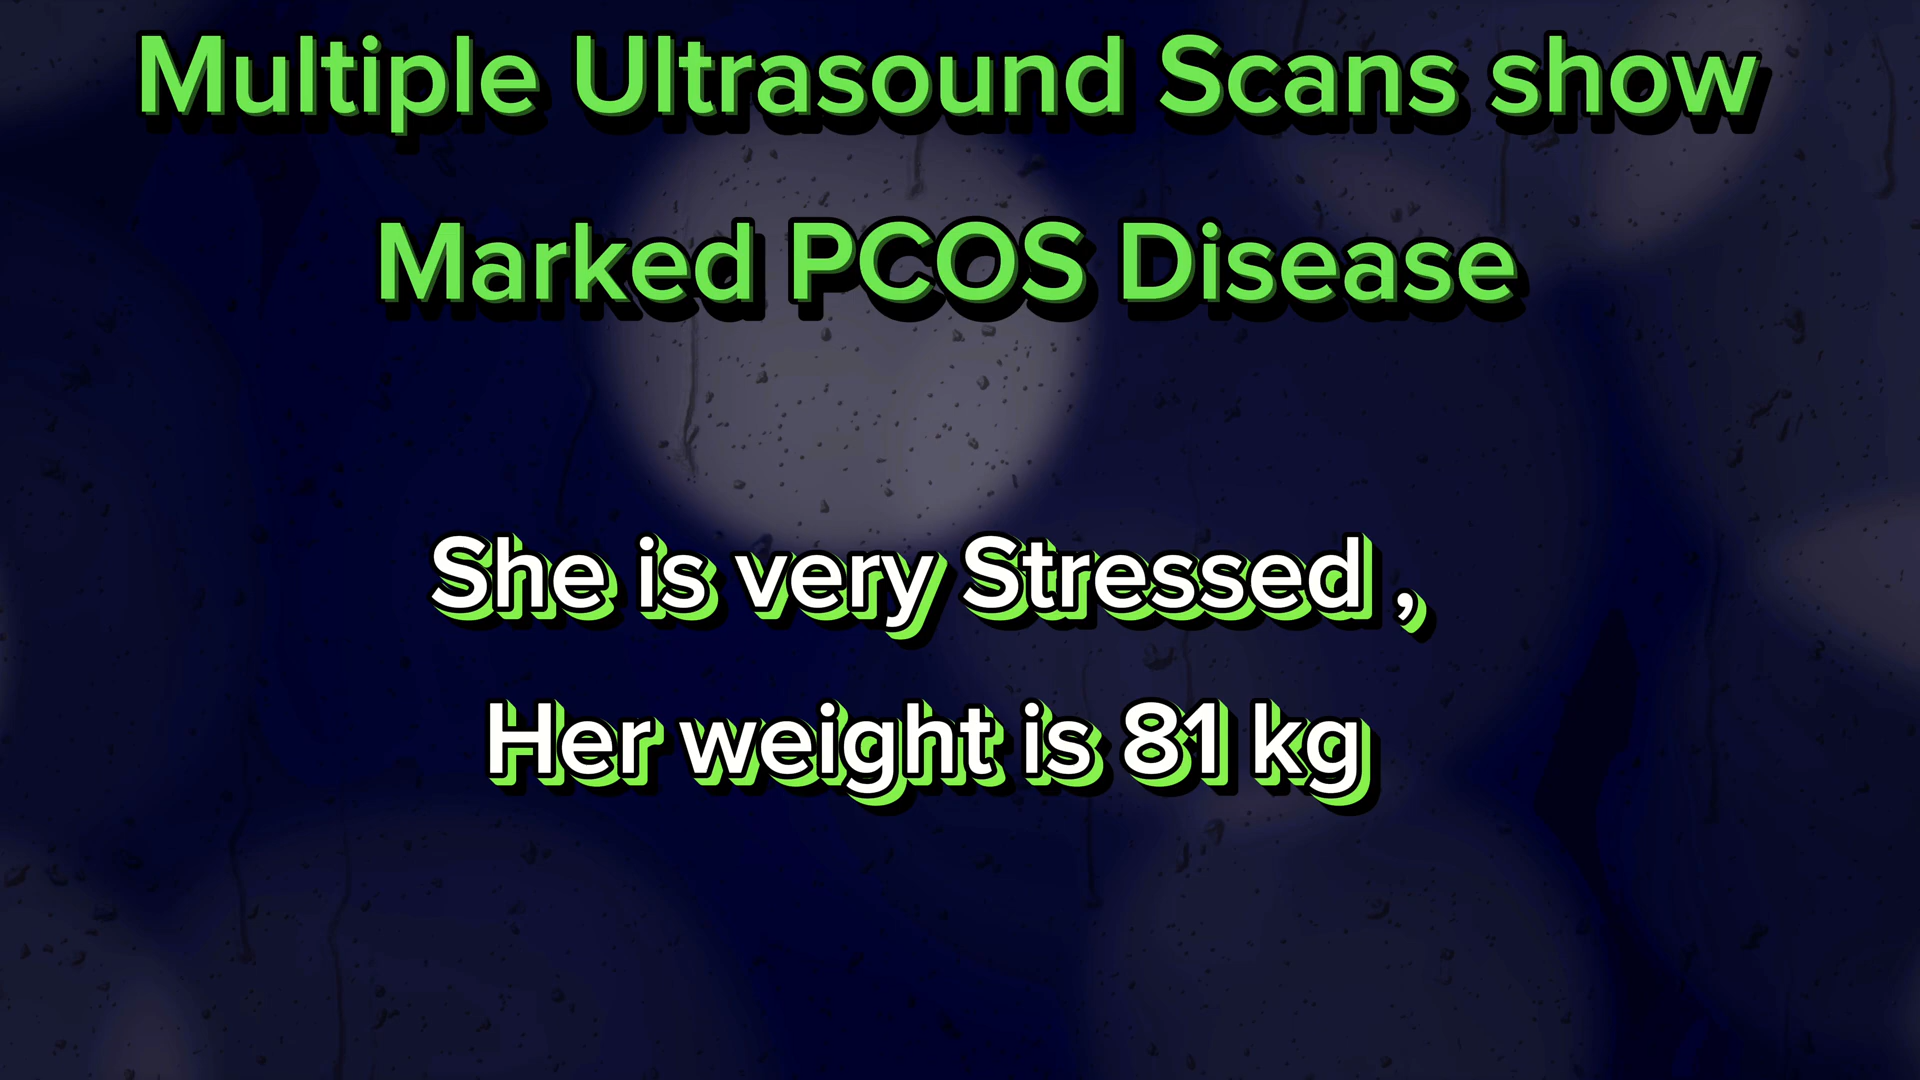 Multiple Ultrasound Scans show
Marked PCOS Disease
She is very Stressed ,
Her weight is 81 kg